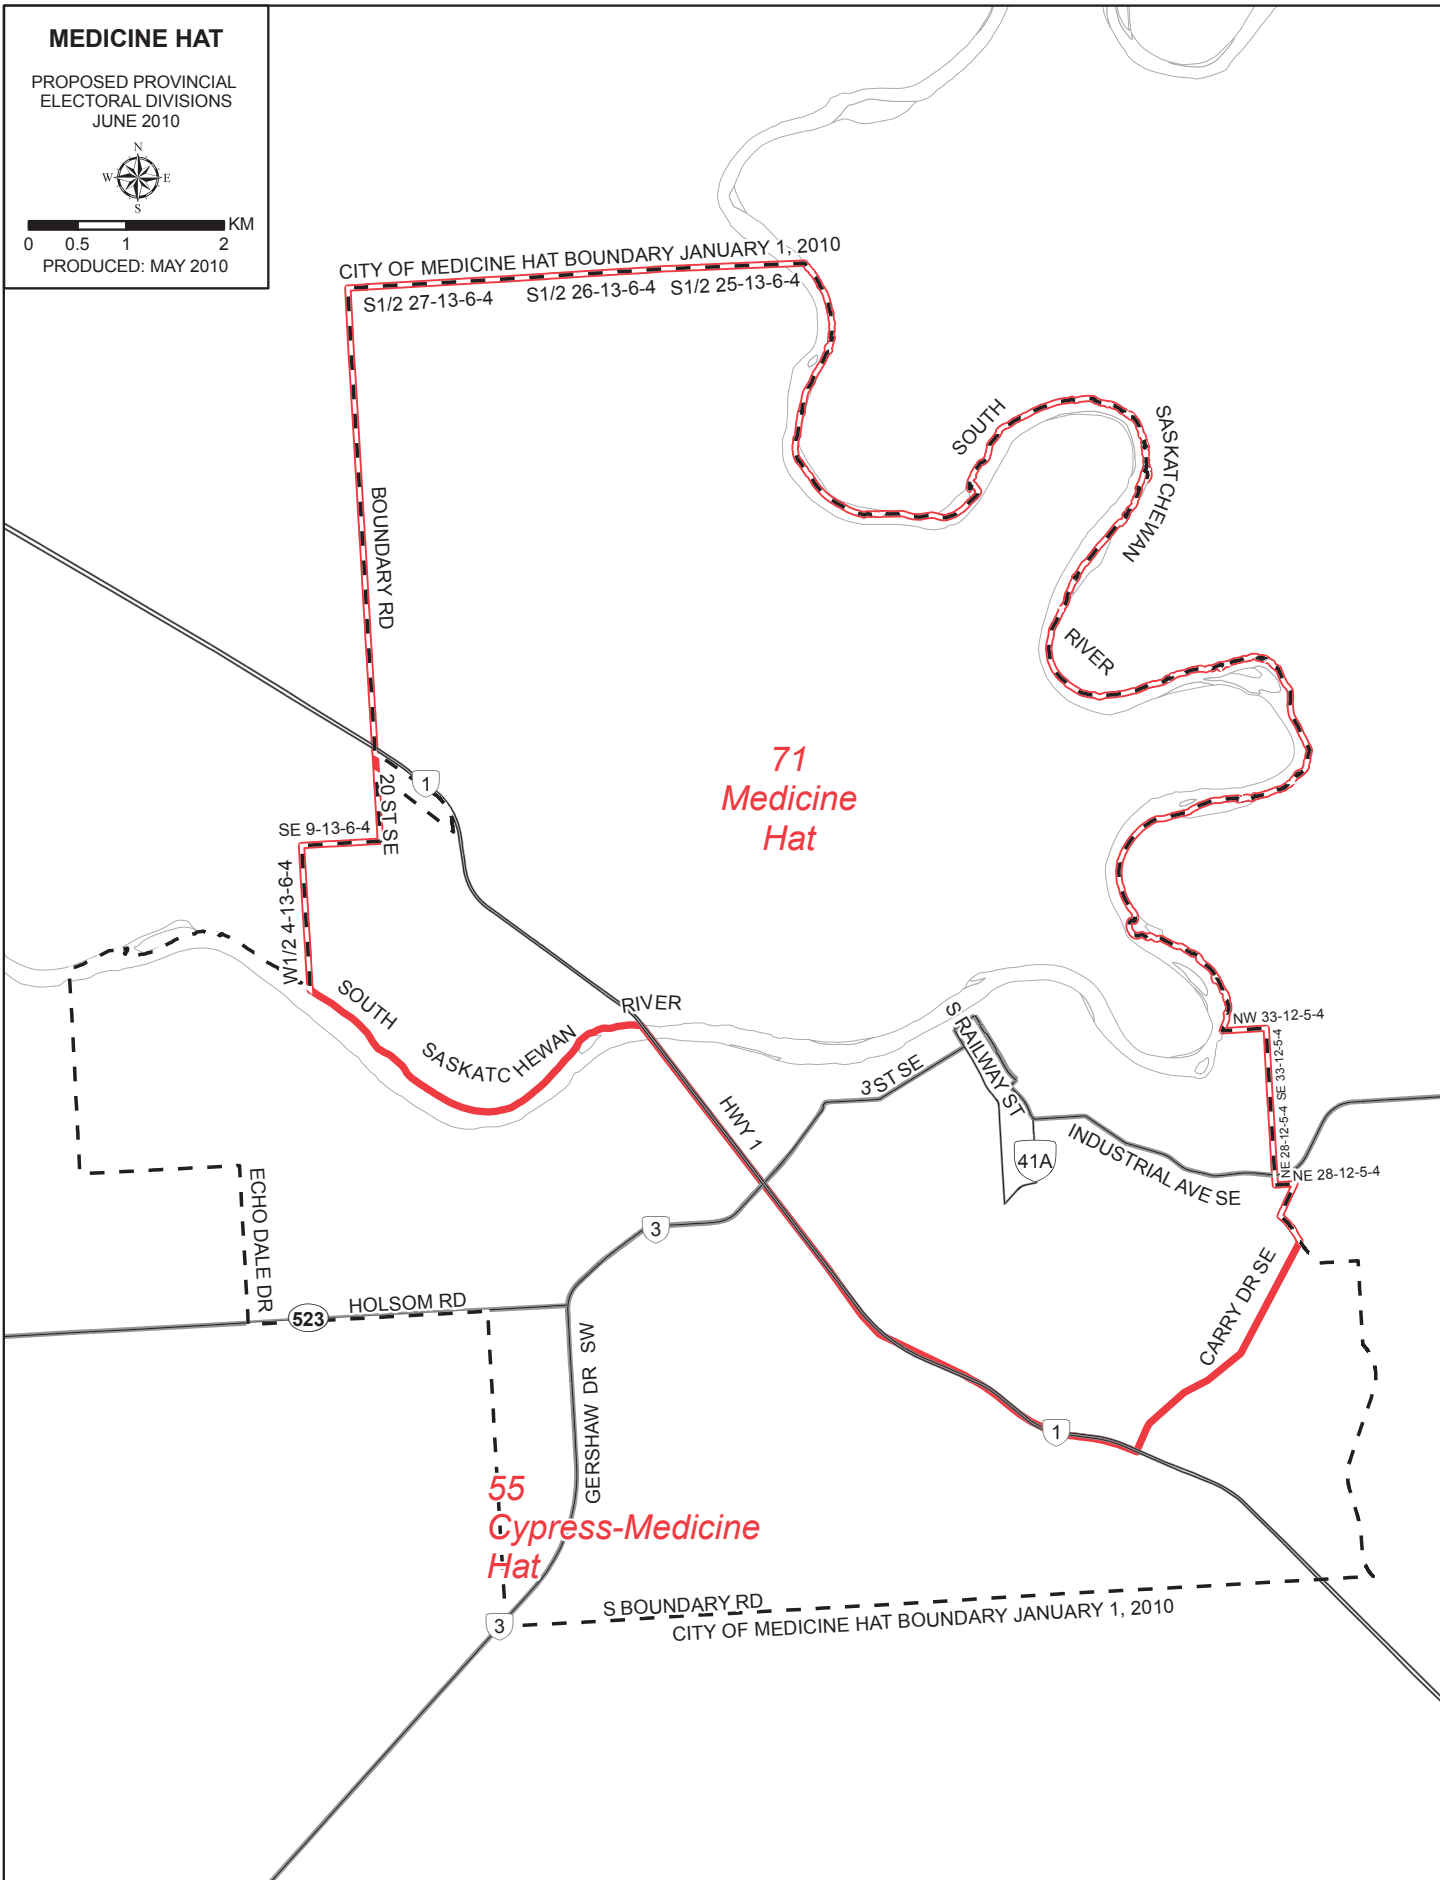 MEDICINE HAT
PROPOSED PROVINCIAL
ELECTORAL DIVISIONS
JUNE 2010
N
W E
S
KM
0 0.5 1 2
PRODUCED: MAY 2010
CITY OF MEDICINE HAT BOUNDARY JANUARY 1, 2010
S1/2 27-13-6-4 S1/2 26-13-6-4 S1/2 25-13-6-4
SOUTH
SASKATCHEWAN
RIVER
BOUNDARY RD
71
Medicine
Hat
1
20 ST SE
SE 9-13-6-4
W1/2 4-13-6-4
SOUTH
SASKATCHEWAN
RIVER
S RAILWAY ST
NW 33-12-5-4
SE 33-12-5-4
NE 28-12-5-4
NE 28-12-5-4
3 ST SE
HWY 1
41A
INDUSTRIAL AVE SE
ECHO DALE DR
3
CARRY DR SE
HOLSOM RD
523
GERSHAW DR SW
1
55
Cypress-Medicine
Hat
S BOUNDARY RD
3
CITY OF MEDICINE HAT BOUNDARY JANUARY 1, 2010